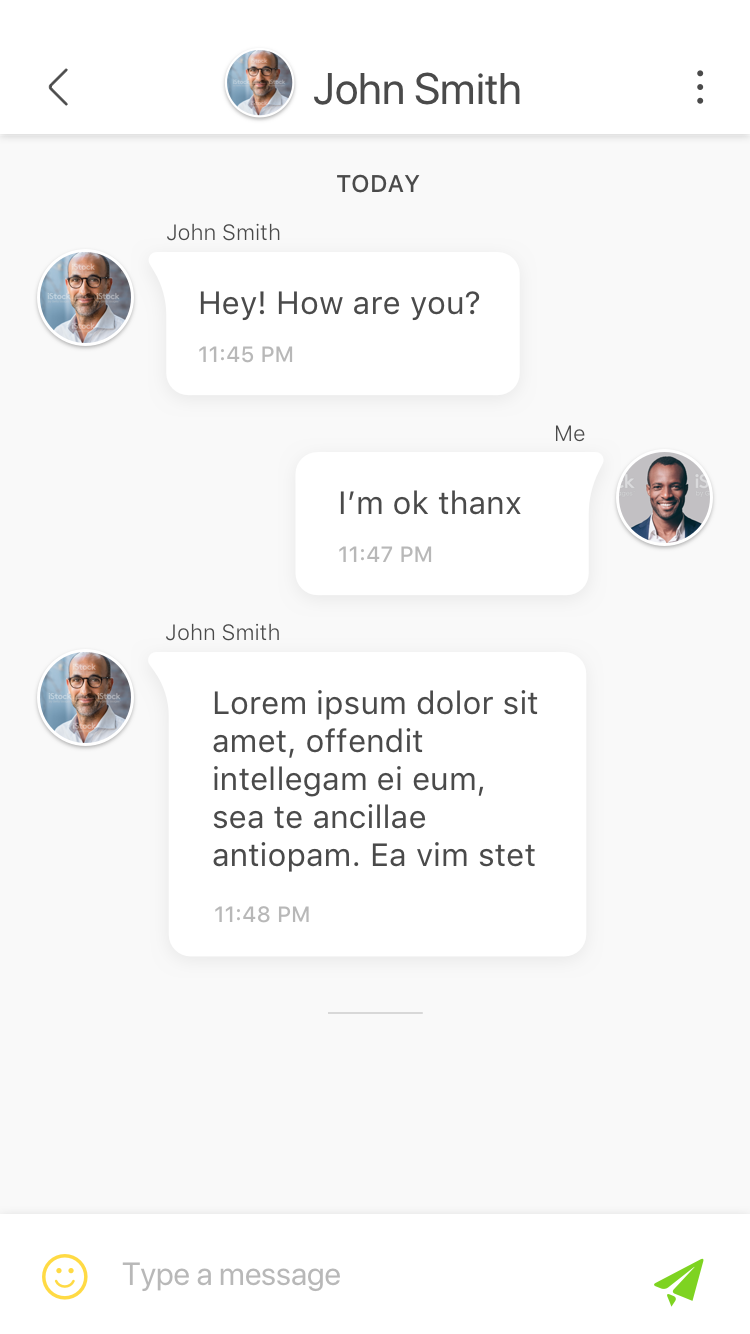 John Smith
TODAY
John Smith
Hey! How are you?
11:45 PM
Me
I’m ok thanx
11:47 PM
John Smith
Lorem ipsum dolor sit
amet, offendit
intellegam ei eum,
sea te ancillae
antiopam. Ea vim stet
11:48 PM
Type a message